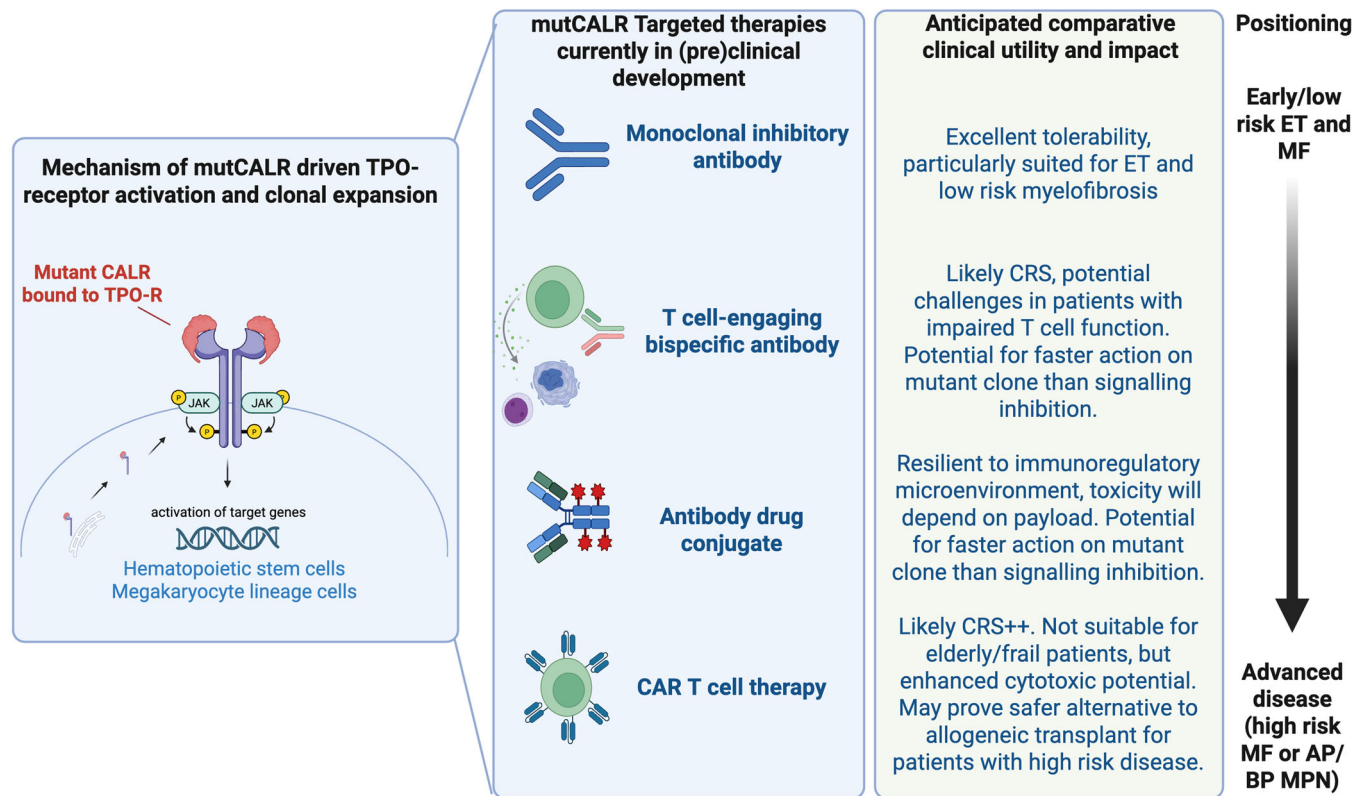 Mechanism of mutCALR driven TPO-
receptor activation and clonal expansion
Mutant CALR
bound to TPO-R
P
JAK
JAK
P
P
P
activation of target genes
Hematopoietic stem cells
Megakaryocyte lineage cells
mutCALR Targeted therapies
currently in (pre)clinical
development
Monoclonal inhibitory
antibody
T cell-engaging
bispecific antibody
Antibody drug
conjugate
CAR T cell therapy
Anticipated comparative
clinical utility and impact
Excellent tolerability,
particularly suited for ET and
low risk myelofibrosis
Likely CRS, potential
challenges in patients with
impaired T cell function.
Potential for faster action on
mutant clone than signalling
inhibition.
Resilient to immunoregulatory
microenvironment, toxicity will
depend on payload. Potential
for faster action on mutant
clone than signalling inhibition.
Likely CRS++. Not suitable for
elderly/frail patients, but
enhanced cytotoxic potential.
May prove safer alternative to
allogeneic transplant for
patients with high risk disease.
Positioning
Early/low
risk ET and
MF
Advanced
disease
(high risk
MF or AP/
BP MPN)